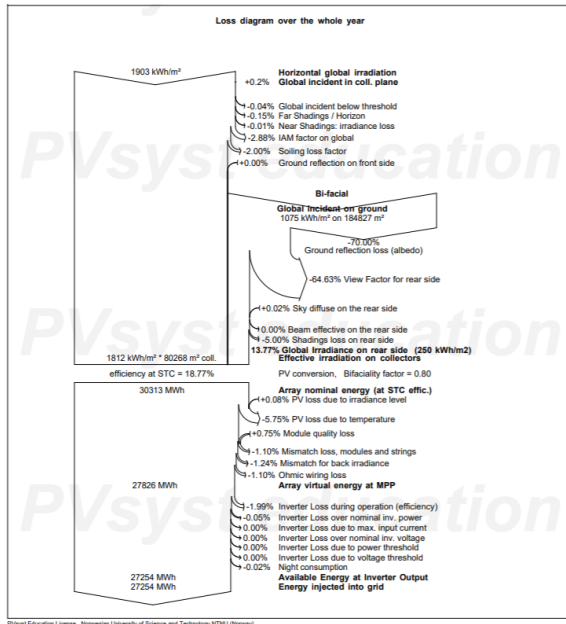 Loss diagram over the whole year
1903 kWh/m²
Horizontal global irradiation
+0.2% Global incident in coll. plane
-0.04% Global incident below threshold
-0.15% Far Shadings / Horizon
-0.01% Near Shadings: irradiance loss
-2.88% IAM factor on global
-2.00% Soiling loss factor
+0.00% Ground reflection on front side
PVsyst education
Bi-facial
Global incident on ground
1075 kWh/m² on 184827 m²
-70.00%
Ground reflection loss (albedo)
-64.63% View Factor for rear side
+0.02% Sky diffuse on the rear side
0.00% Beam effective on the rear side
-5.00% Shadings loss on rear side
PVsyst education
13.77% Global Irradiance on rear side (250 kWh/m2)
1812 kWh/m² * 80268 m² coll. Effective irradiation on collectors
efficiency at STC = 18.77% PV conversion, Bifaciality factor = 0.80
30313 MWh Array nominal energy (at STC effic.)
+0.08% PV loss due to irradiance level
-5.75% PV loss due to temperature
+0.75% Module quality loss
-1.10% Mismatch loss, modules and strings
-1.24% Mismatch for back irradiance
-1.10% Ohmic wiring loss
27826 MWh Array virtual energy at MPP
-1.99% Inverter Loss during operation (efficiency)
-0.05% Inverter Loss over nominal inv. power
0.00% Inverter Loss due to max. input current
0.00% Inverter Loss over nominal inv. voltage
0.00% Inverter Loss due to power threshold
0.00% Inverter Loss due to voltage threshold
-0.02% Night consumption
PVsyst education
27254 MWh Available Energy at Inverter Output
27254 MWh Energy injected into grid
PVsyst Education License, Norwegian University of Science and Technology NTNU (Norway)